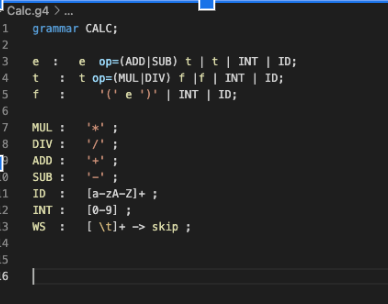 Calc.g4 > ...
1 grammar CALC;
2
3 e : e op=(ADD|SUB) t | t | INT | ID;
4 t : t op=(MUL|DIV) f |f | INT | ID;
5 f : '(' e ')' | INT | ID;
6
7 MUL : '*' ;
8 DIV : '/' ;
9 ADD : '+' ;
0 SUB : '-' ;
1 ID : [a-zA-Z]+ ;
2 INT : [0-9] ;
3 WS : [ \t]+ -> skip ;
4
5
6